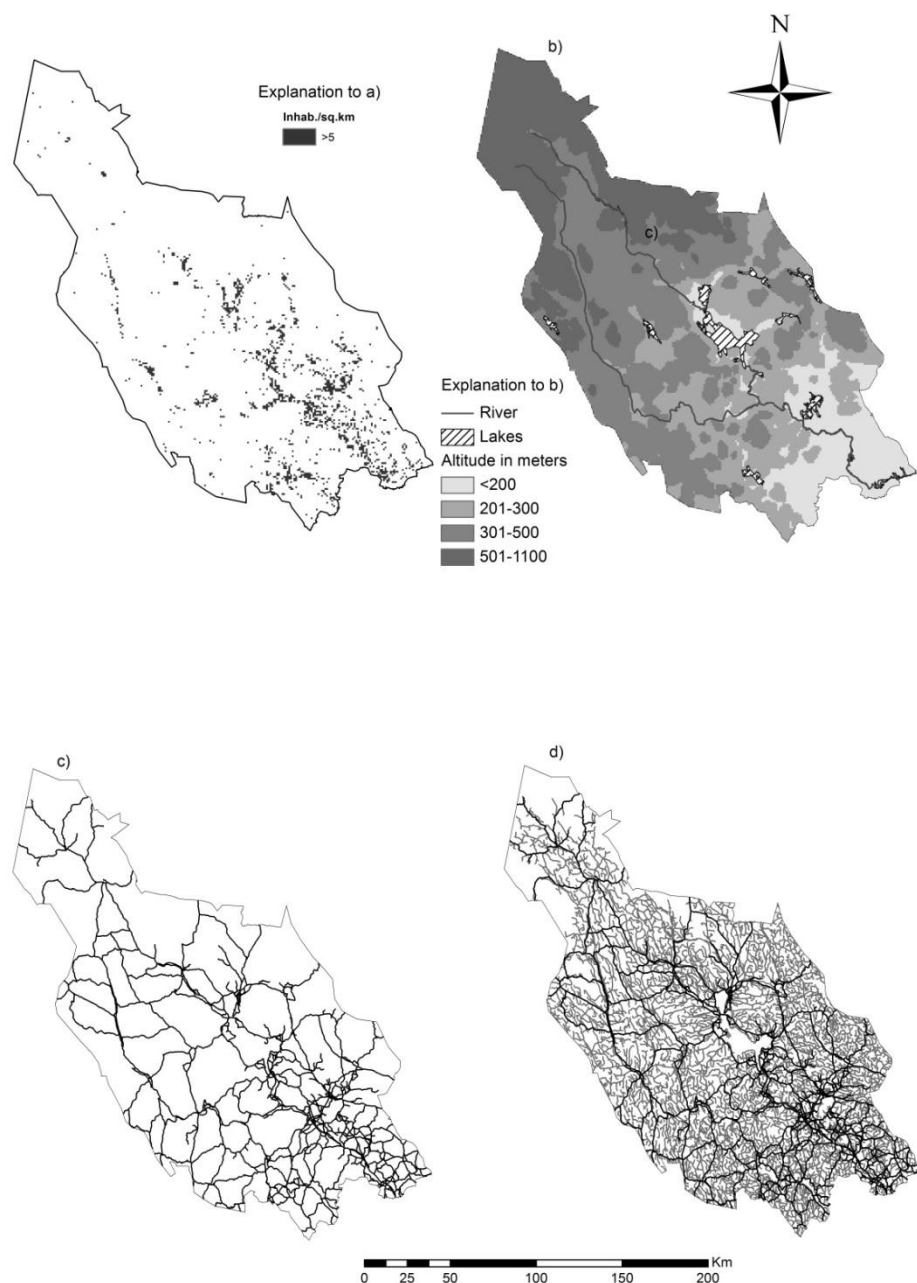 N
b)
Explanation to a)
Inhab./sq.km
>5
c)
Explanation to b)
River
Lakes
Altitude in meters
<200
201-300
301-500
501-1100
c)
d)
Km
0 25 50 100 150 200